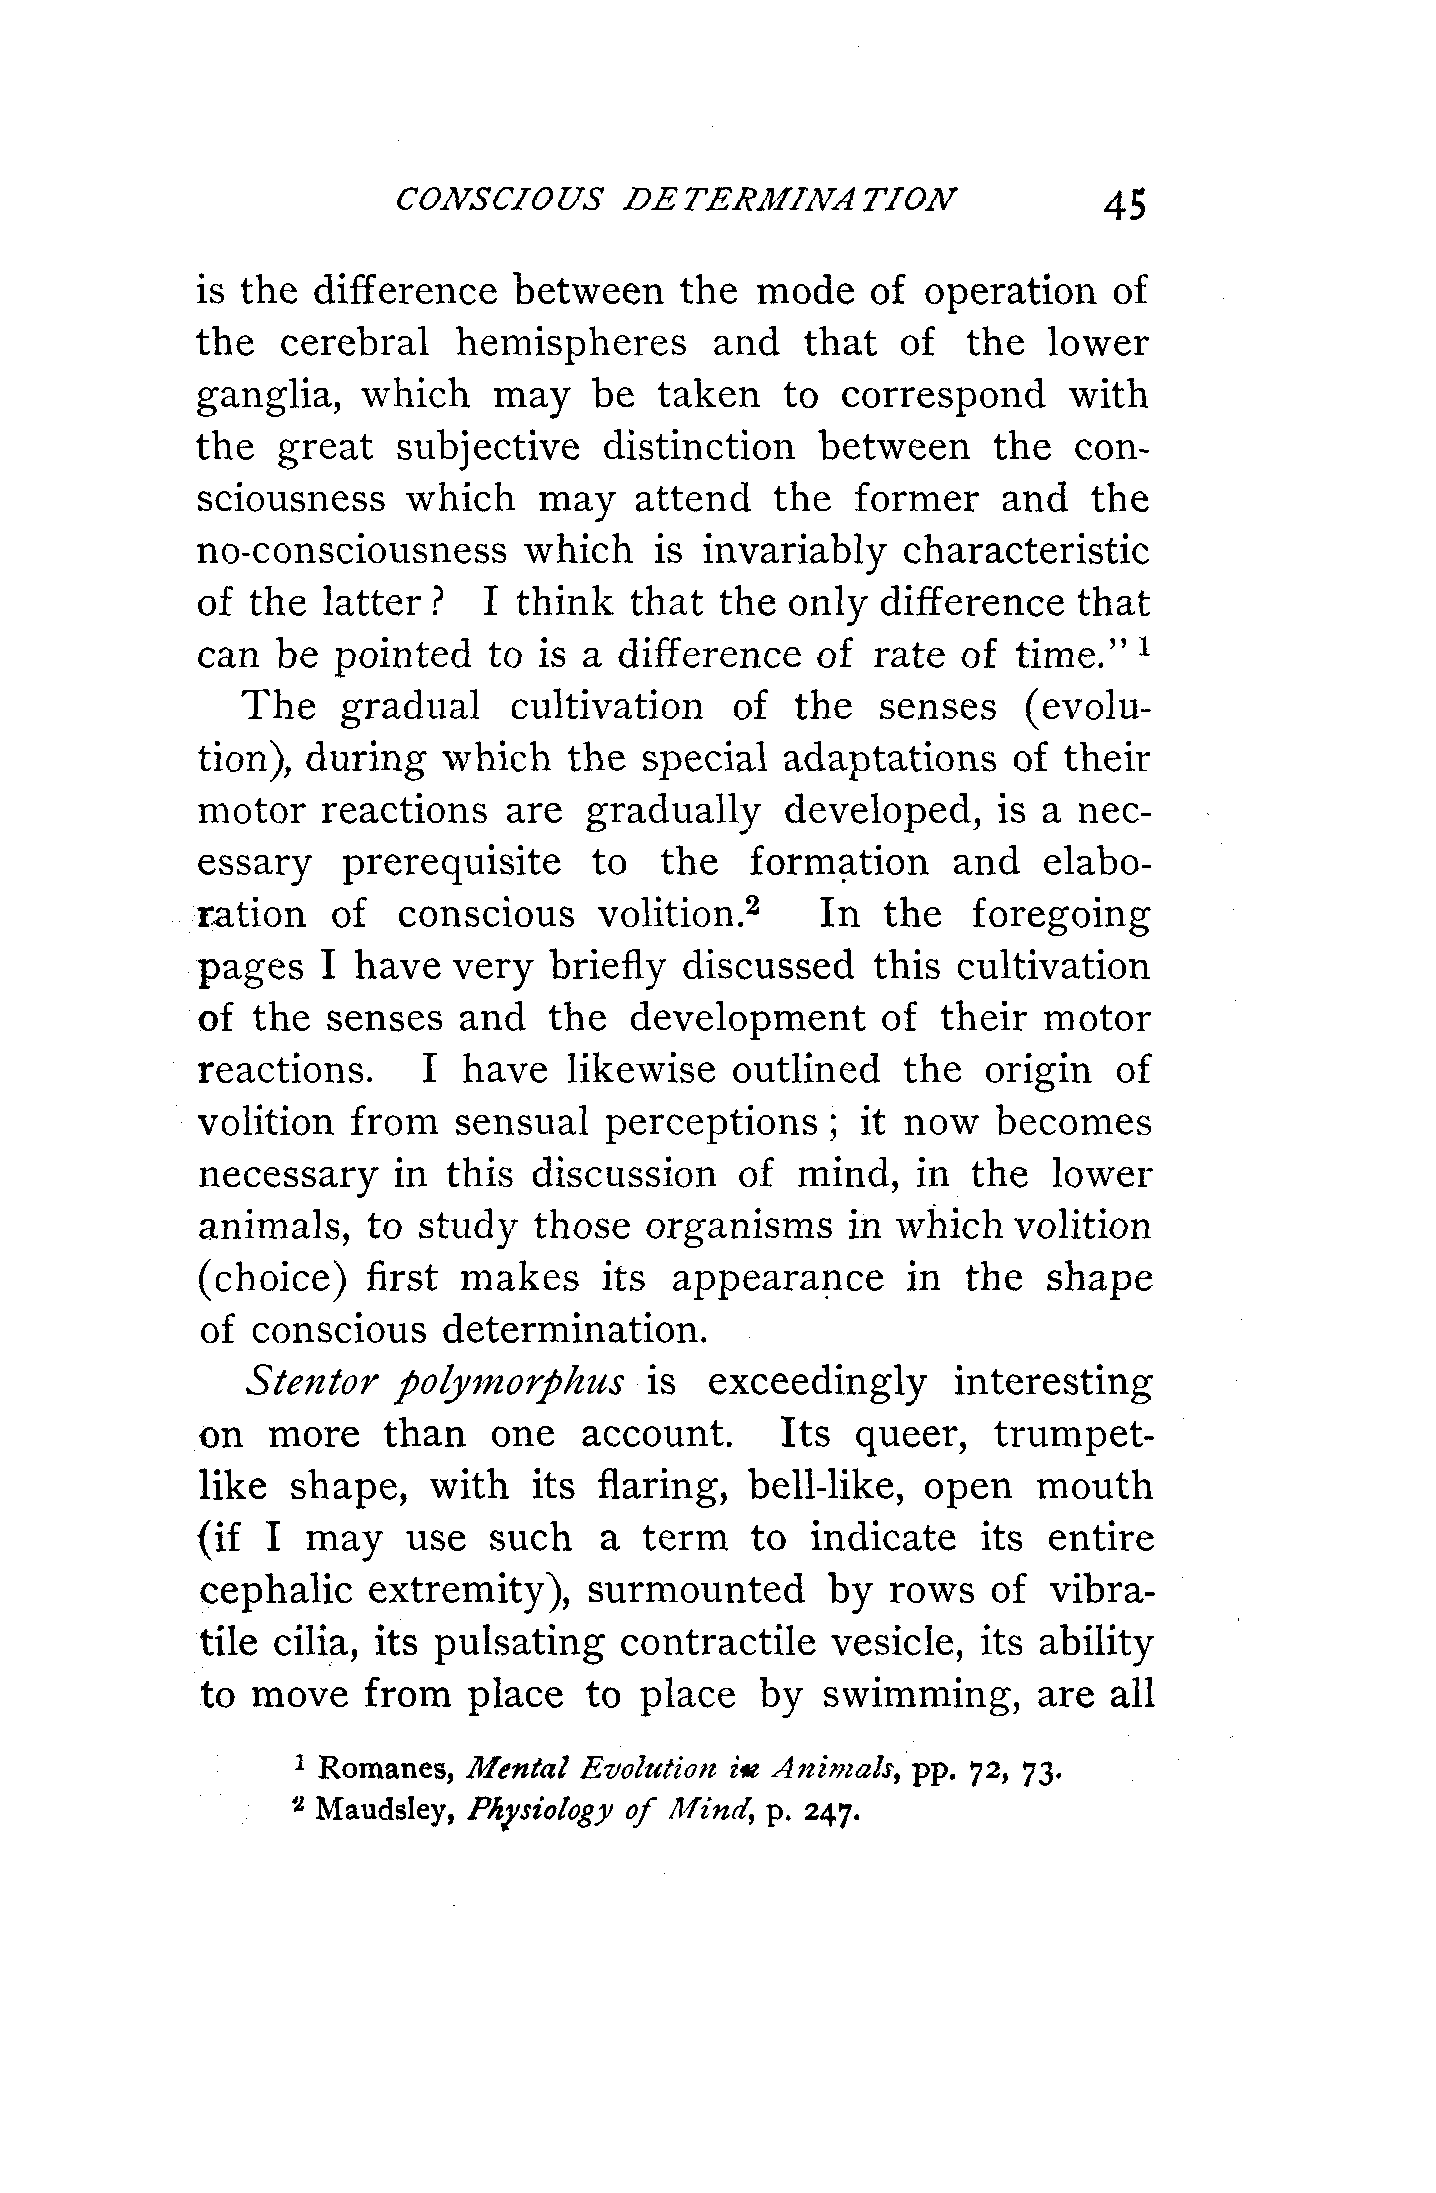 CONSCIOUS DETERMINATION 45
is the difference between the mode of operation of
the cerebral hemispheres and that of the lower
ganglia, which may be taken to correspond with
the great subjective distinction between the con-
sciousness which may attend the former and the
no-consciousness which is invariably characteristic
of the latter ? I think that the only difference that
can be pointed to is a difference of rate of time." 1
The gradual cultivation of the senses (evolu-
tion), during which the special adaptations of their
motor reactions are gradually developed, is a nec-
essary prerequisite to the formation and elabo-
ration of conscious volition.2 In the foregoing
pages I have very briefly discussed this cultivation
of the senses and the development of their motor
reactions. I have likewise outlined the origin of
volition from sensual perceptions ; it now becomes
necessary in this discussion of mind, in the lower
animals, to study those organisms in which volition
(choice) first makes its appearance in the shape
of conscious determination.
Stentor polymorphus is exceedingly interesting
on more than one account. Its queer, trumpet-
like shape, with its flaring, bell-like, open mouth
(if I may use such a term to indicate its entire
cephalic extremity), surmounted by rows of vibra-
tile cilia, its pulsating contractile vesicle, its ability
to move from place to place by swimming, are all
1 Romanes, Mental Evolution in Animals, pp. 72, 73.
2 Maudsley, Physiology of Mind, p. 247.